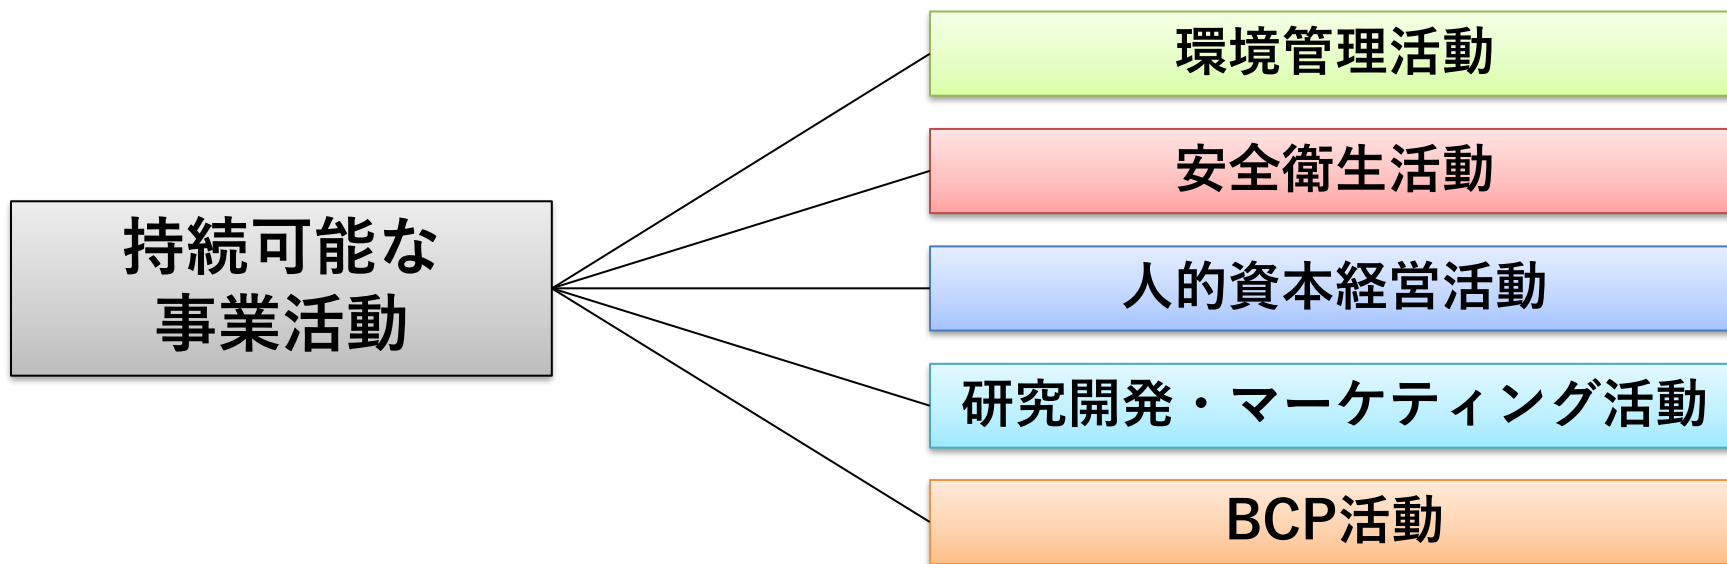 持続可能な
事業活動
環境管理活動
安全衛生活動
人的資本経営活動
研究開発・マーケティング活動
BCP活動